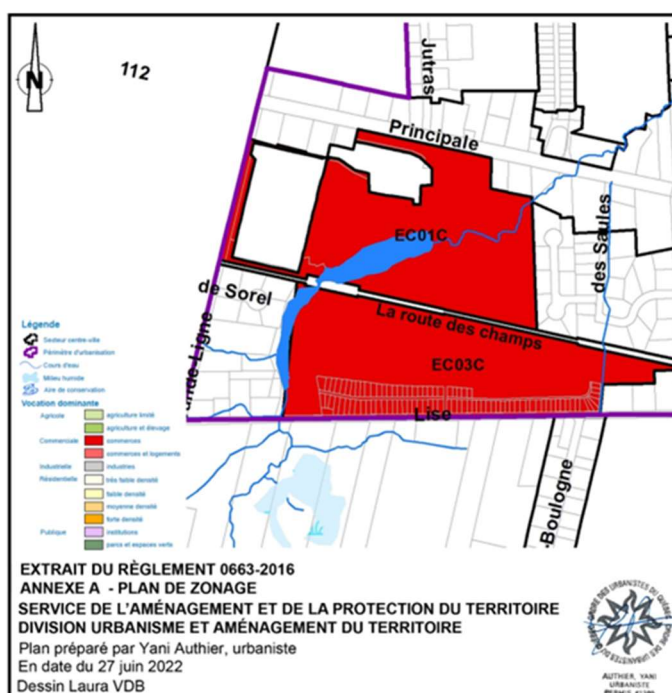 N
112
Jutras
Principale
EC01C
des Saules
de Sorel
La route des champs
EC03C
Lise
Boulogne
Légende
Secteur centre-ville
Périmètre d'urbanisation
Cours d'eau
Milieu humide
Aire de conservation
Vocation dominante
Agricole
agriculture limité
agriculture et élevage
Commerciale
commerces
commerces et logements
Industrielle
industries
Résidentielle
très faible densité
faible densité
moyenne densité
forte densité
Publique
institutions
parcs et espaces verts
EXTRAIT DU RÈGLEMENT 0663-2016
ANNEXE A - PLAN DE ZONAGE
SERVICE DE L'AMÉNAGEMENT ET DE LA PROTECTION DU TERRITOIRE
DIVISION URBANISME ET AMÉNAGEMENT DU TERRITOIRE
Plan préparé par Yani Authier, urbaniste
En date du 27 juin 2022
Dessin Laura VDB
AUTHIER, YANI
URBANISTE